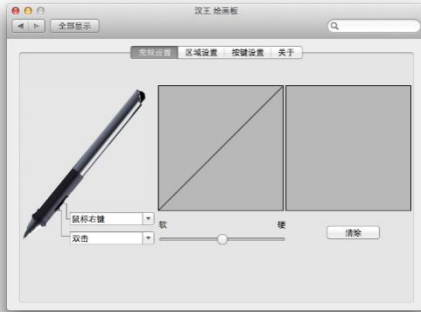 汉王 绘画板
全部显示
常规设置 区域设置 按键设置 关于
鼠标右键
双击
软 硬
清除